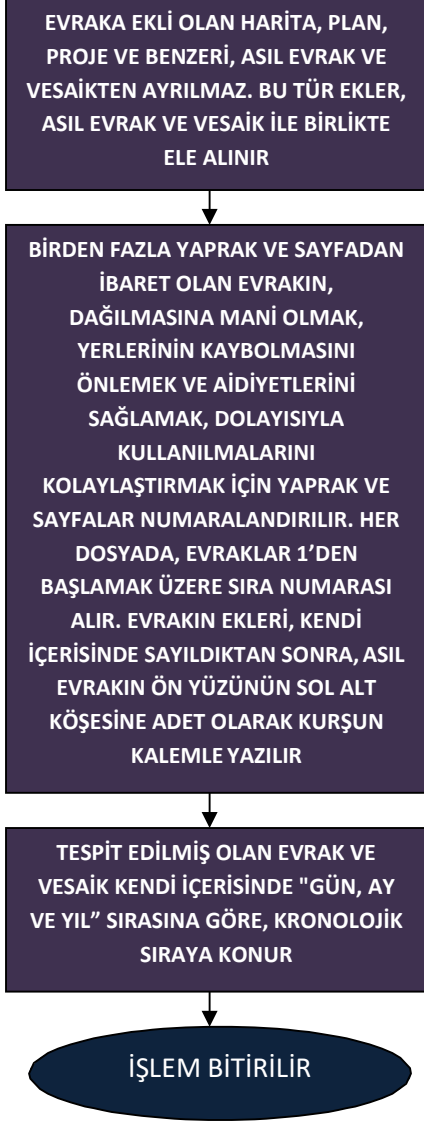 EVRAKA EKLİ OLAN HARİTA, PLAN,
PROJE VE BENZERİ, ASIL EVRAK VE
VESAİKTEN AYRILMAZ. BU TÜR EKLER,
ASIL EVRAK VE VESAİK İLE BİRLİKTE
ELE ALINIR
BİRDEN FAZLA YAPRAK VE SAYFADAN
İBARET OLAN EVRAKIN,
DAĞILMASINA MANİ OLMAK,
YERLERİNİN KAYBOLMASINI
ÖNLEMEK VE AİDİYETLERİNİ
SAĞLAMAK, DOLAYISIYLA
KULLANILMALARINI
KOLAYLAŞTIRMAK İÇİN YAPRAK VE
SAYFALAR NUMARALANDIRILIR. HER
DOSYADA, EVRAKLAR 1’DEN
BAŞLAMAK ÜZERE SIRA NUMARASI
ALIR. EVRAKIN EKLERİ, KENDİ
İÇERİSİNDE SAYILDIKTAN SONRA, ASIL
EVRAKIN ÖN YÜZÜNÜN SOL ALT
KÖŞESİNE ADET OLARAK KURŞUN
KALEMLE YAZILIR
TESPİT EDİLMİŞ OLAN EVRAK VE
VESAİK KENDİ İÇERİSİNDE "GÜN, AY
VE YIL” SIRASINA GÖRE, KRONOLOJİK
SIRAYA KONUR
İŞLEM BİTİRİLİR